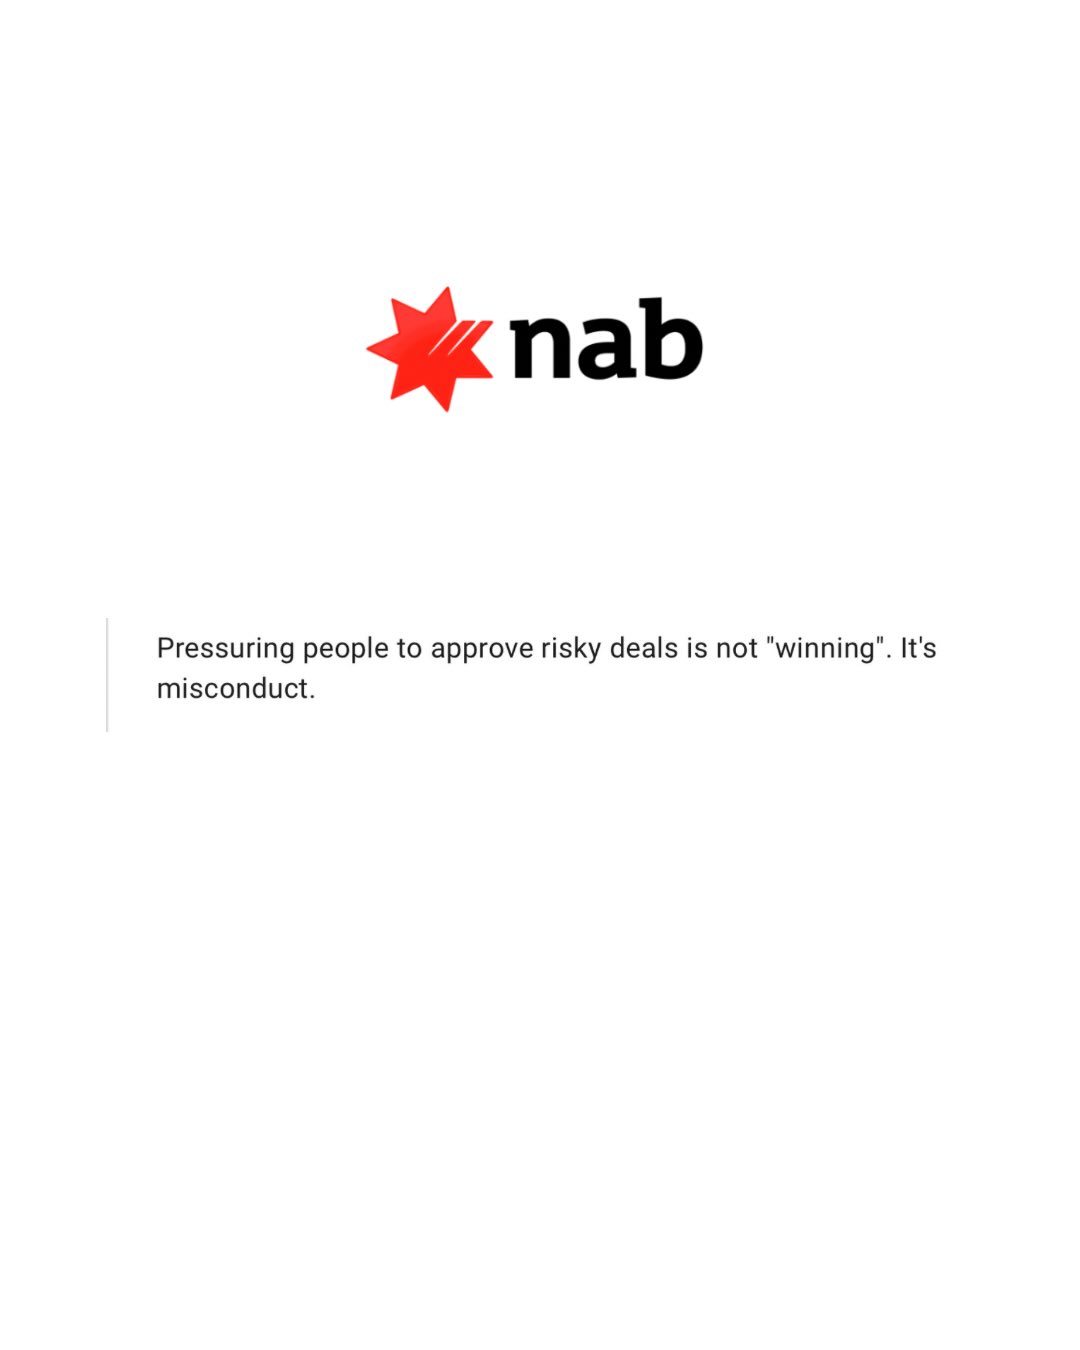 nab
Pressuring people to approve risky deals is not "winning". It's
misconduct.